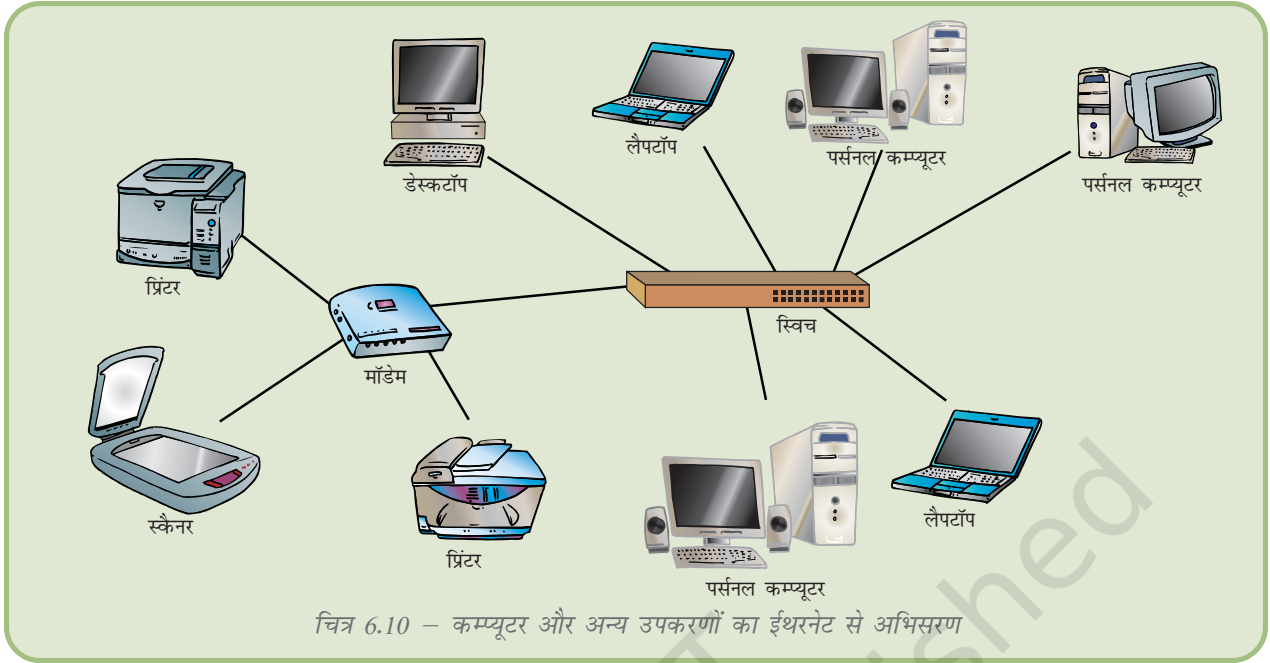 डेस्कटॉप
लैपटॉप
पर्सनल कम्प्यूटर
पर्सनल कम्प्यूटर
प्रिंटर
स्विच
मॉडेम
स्कैनर
प्रिंटर
लैपटॉप
पर्सनल कम्प्यूटर
चित्र 6.10 – कम्प्यूटर और अन्य उपकरणों का ईथरनेट से अभिसरण